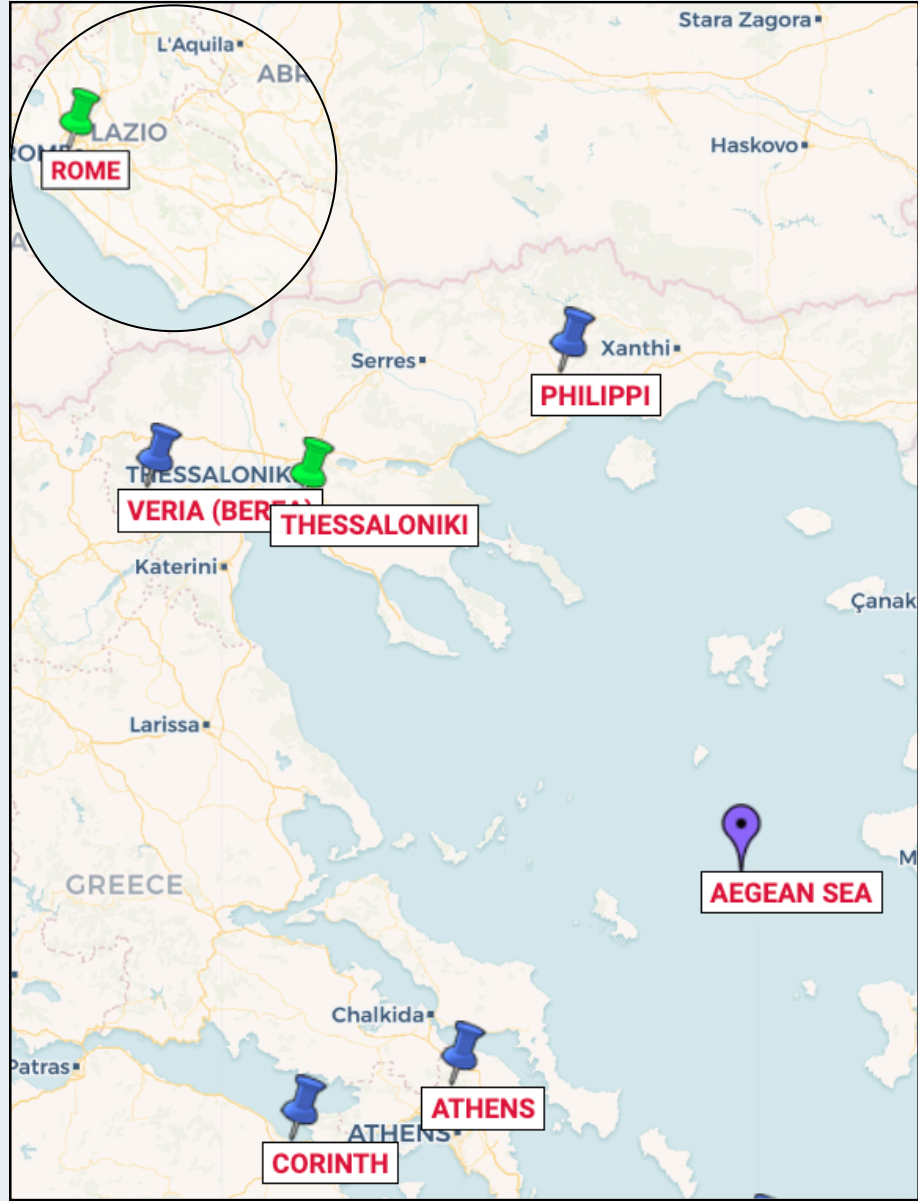 Stara Zagora
L'Aquila
ABR
LAZIO
Haskovo
ROME
ROME
Xanthi
Serres
PHILIPPI
THESSALONIK
VERIA (BEREA)
THESSALONIKI
Katerini
Çanak
Larissa
GREECE
AEGEAN SEA
Chalkida
Patras
ATHENS
ATHENS
CORINTH